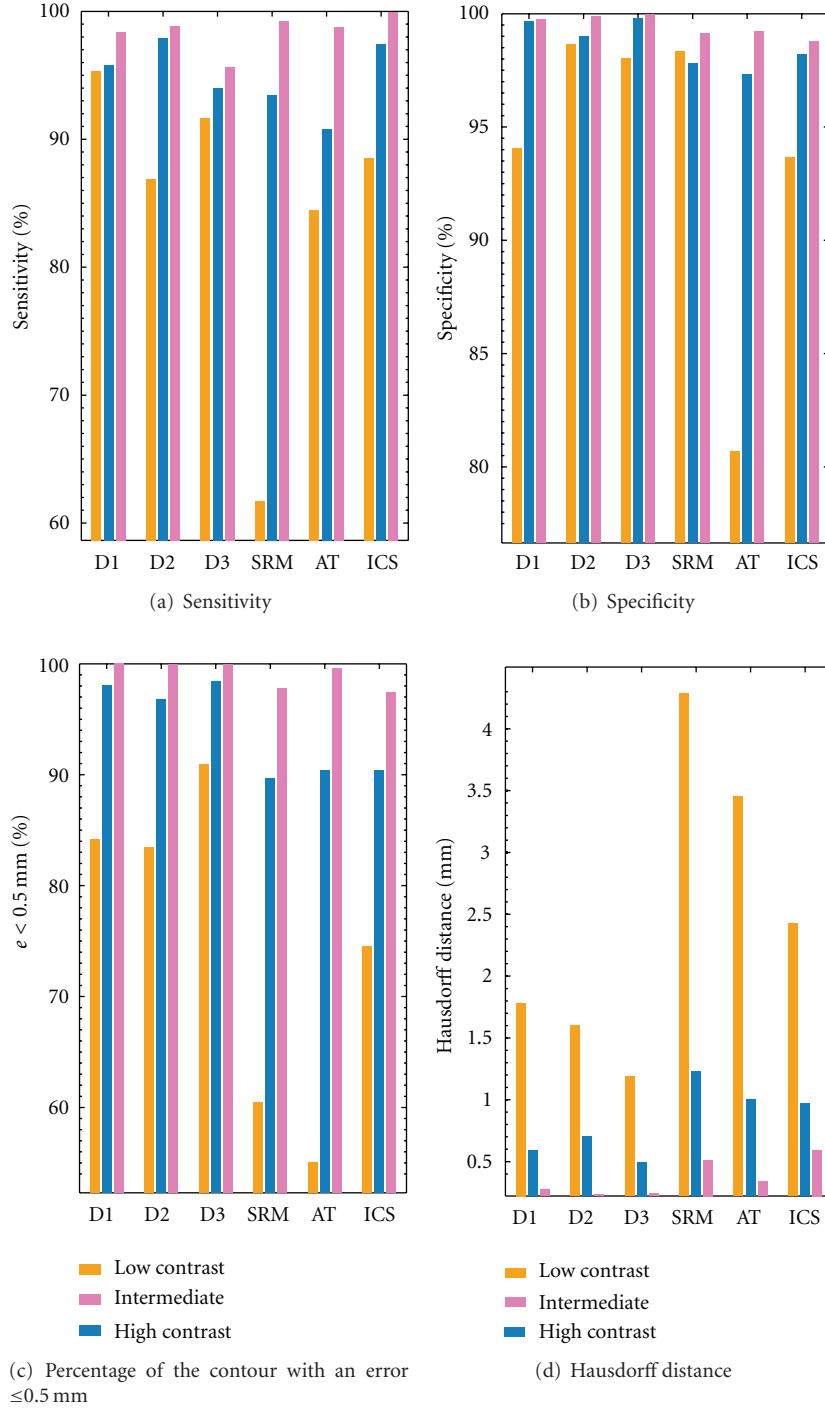 100
90
80
70
60
Sensitivity (%)
D1 D2 D3 SRM AT ICS
(a) Sensitivity
100
95
90
85
80
Specificity (%)
D1 D2 D3 SRM AT ICS
(b) Specificity
100
90
80
70
60
e < 0.5 mm (%)
D1 D2 D3 SRM AT ICS
Low contrast
Intermediate
High contrast
(c) Percentage of the contour with an error
≤0.5 mm
4
3.5
3
2.5
2
1.5
1
0.5
Hausdorff distance (mm)
D1 D2 D3 SRM AT ICS
Low contrast
Intermediate
High contrast
(d) Hausdorff distance